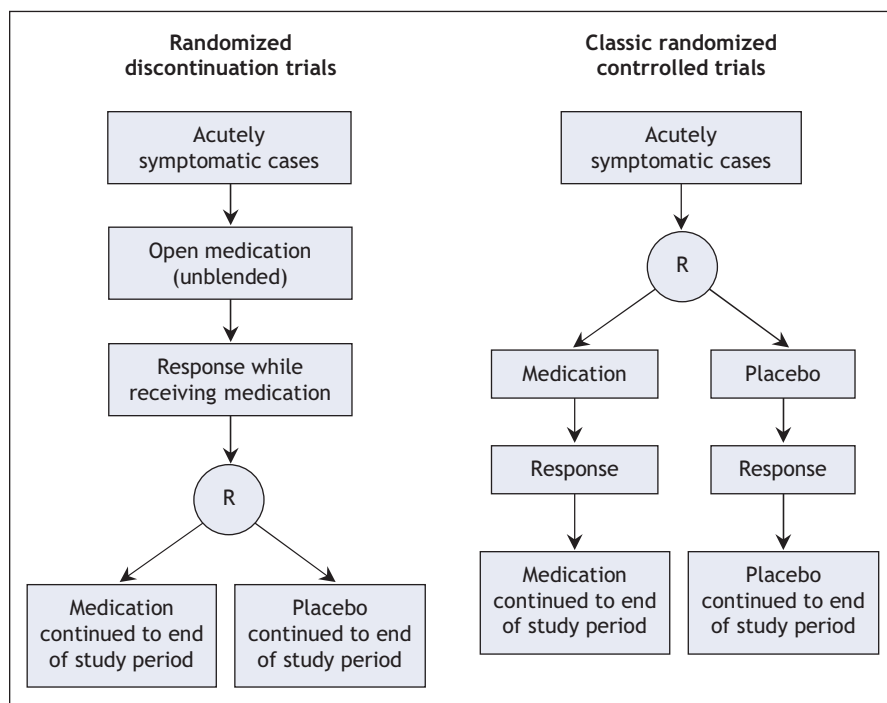 Randomized
discontinuation trials
Acutely
symptomatic cases
Open medication
(unblended)
Response while
receiving medication
R
Medication
continued to end
of study period
Placebo
continued to end
of study period
Classic randomized
contrrolled trials
Acutely
symptomatic cases
R
Medication
Placebo
Response
Response
Medication
continued to end
of study period
Placebo
continued to end
of study period